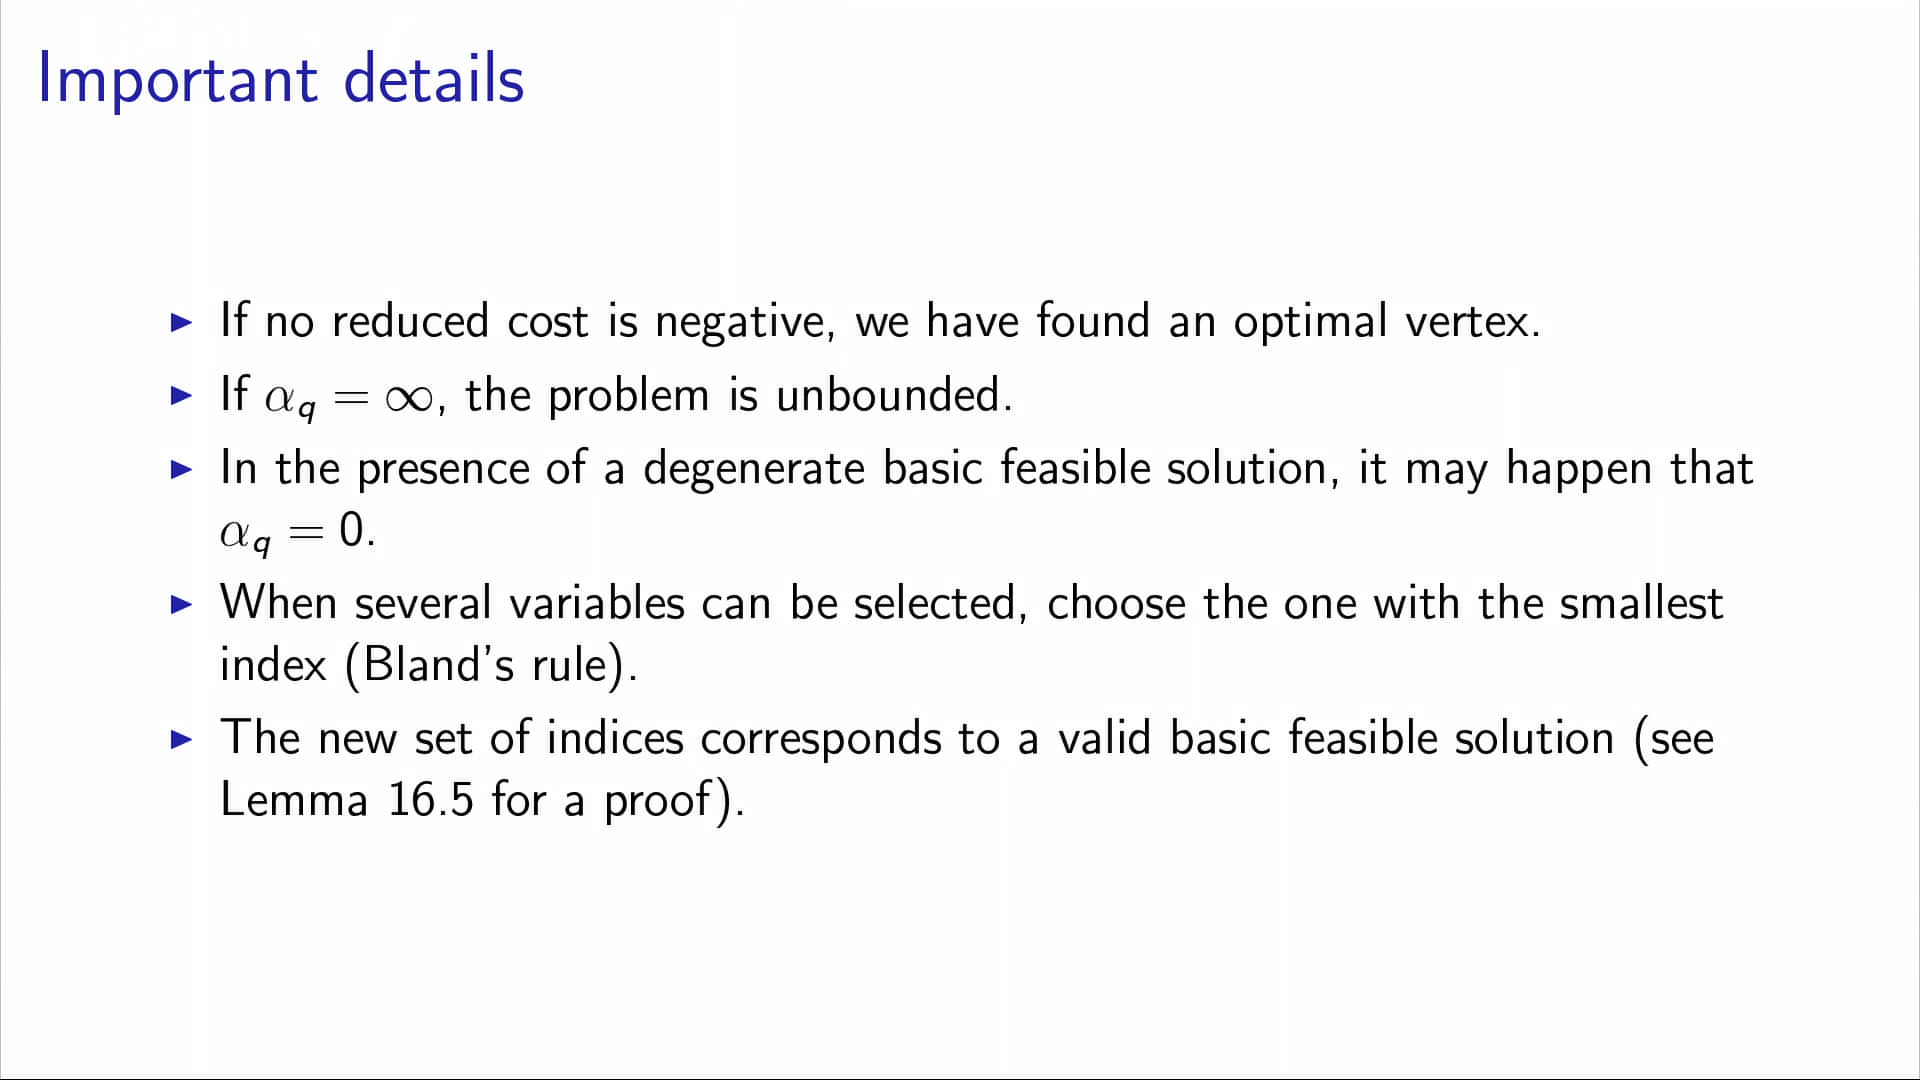 Important details
▶ If no reduced cost is negative, we have found an optimal vertex.
▶ If α_q = ∞, the problem is unbounded.
▶ In the presence of a degenerate basic feasible solution, it may happen that
α_q = 0.
▶ When several variables can be selected, choose the one with the smallest
index (Bland's rule).
▶ The new set of indices corresponds to a valid basic feasible solution (see
Lemma 16.5 for a proof).